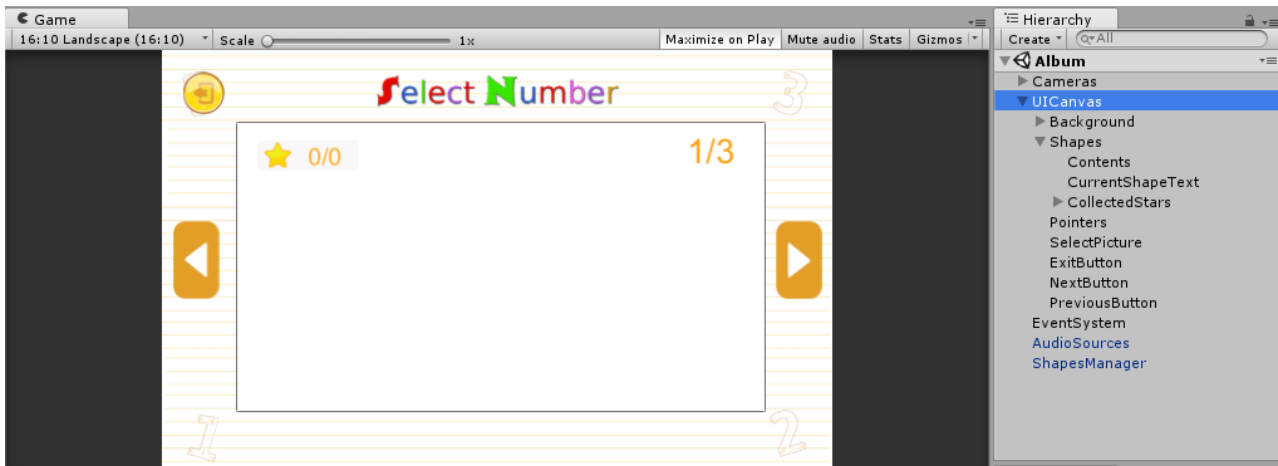 Game
16:10 Landscape (16:10) Scale 1x Maximize on Play Mute audio Stats Gizmos
Select Number
3
0/0
1/3
1
2
Hierarchy
Create All
Album
Cameras
UICanvas
Background
Shapes
Contents
CurrentShapeText
CollectedStars
Pointers
SelectPicture
ExitButton
NextButton
PreviousButton
EventSystem
AudioSources
ShapesManager